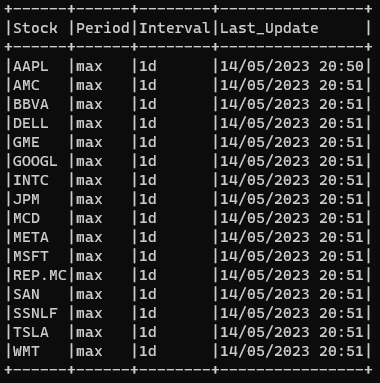 +------+------+--------+----------------+
|Stock |Period|Interval|Last_Update     |
+------+------+--------+----------------+
|AAPL  |max   |1d      |14/05/2023 20:50|
|AMC   |max   |1d      |14/05/2023 20:51|
|BBVA  |max   |1d      |14/05/2023 20:51|
|DELL  |max   |1d      |14/05/2023 20:51|
|GME   |max   |1d      |14/05/2023 20:51|
|GOOGL |max   |1d      |14/05/2023 20:51|
|INTC  |max   |1d      |14/05/2023 20:51|
|JPM   |max   |1d      |14/05/2023 20:51|
|MCD   |max   |1d      |14/05/2023 20:51|
|META  |max   |1d      |14/05/2023 20:51|
|MSFT  |max   |1d      |14/05/2023 20:51|
|REP.MC|max   |1d      |14/05/2023 20:51|
|SAN   |max   |1d      |14/05/2023 20:51|
|SSNLF |max   |1d      |14/05/2023 20:51|
|TSLA  |max   |1d      |14/05/2023 20:51|
|WMT   |max   |1d      |14/05/2023 20:51|
+------+------+--------+----------------+